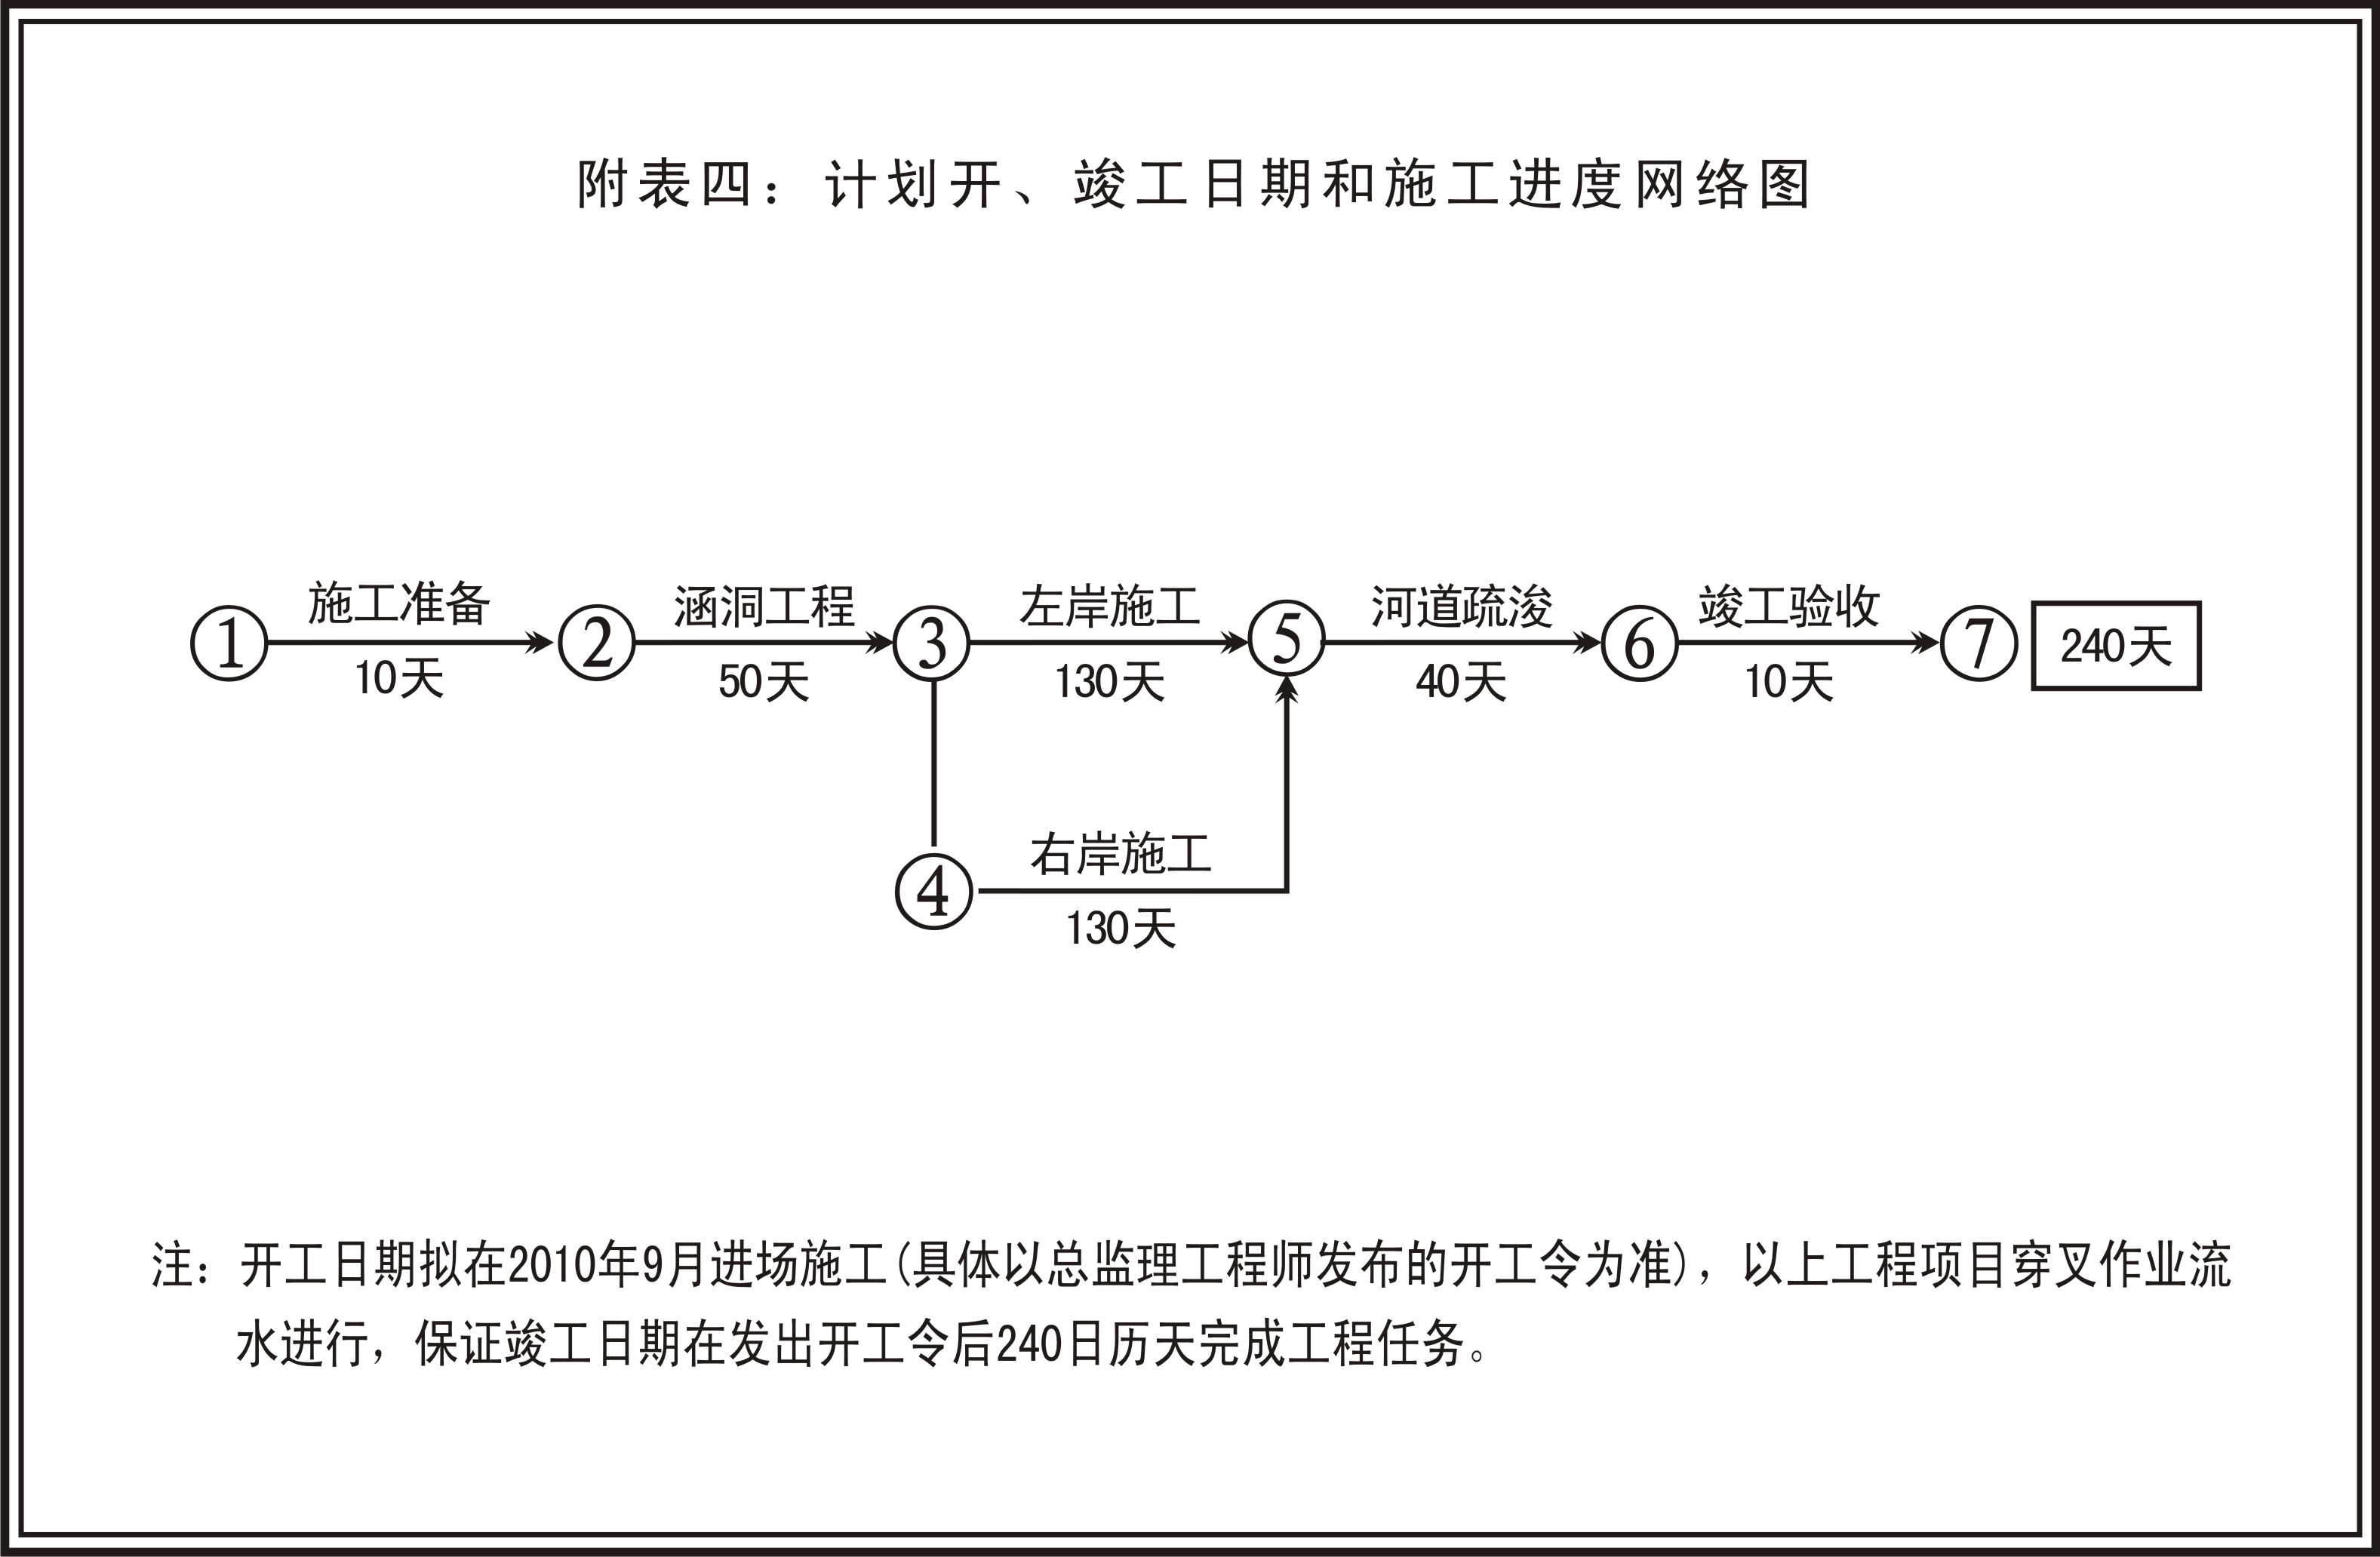 附表四：计划开、竣工日期和施工进度网络图
施工准备
涵洞工程
左岸施工
河道疏浚
竣工验收
1
2
3
5
6
7
240天
10天
50天
130天
40天
10天
右岸施工
4
130天
注：开工日期拟在2010年9月进场施工(具体以总监理工程师发布的开工令为准)，以上工程项目穿叉作业流
水进行，保证竣工日期在发出开工令后240日历天完成工程任务。